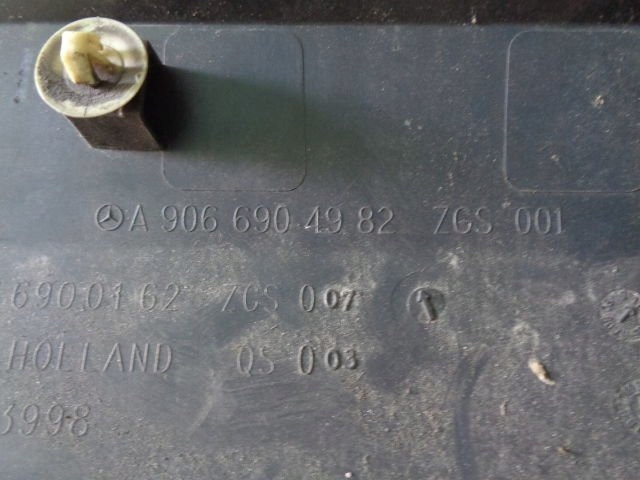 A 906 690 49 82 ZGS 001
690 01 62 ZGS 007
HOLLAND QS 003
3998